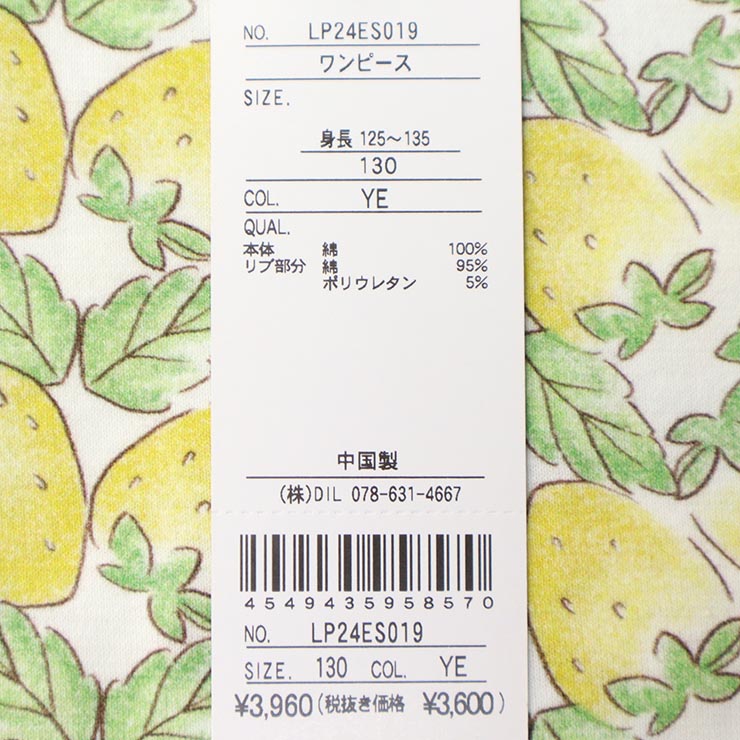 NO. LP24ES019
ワンピース
SIZE.
身長 125～135
130
COL. YE
QUAL.
本体 綿 100%
リブ部分 綿 95%
ポリウレタン 5%
中国製
(株)DIL 078-631-4667
4549435958570
NO. LP24ES019
SIZE. 130 COL. YE
¥3,960(税抜き価格 ¥3,600)